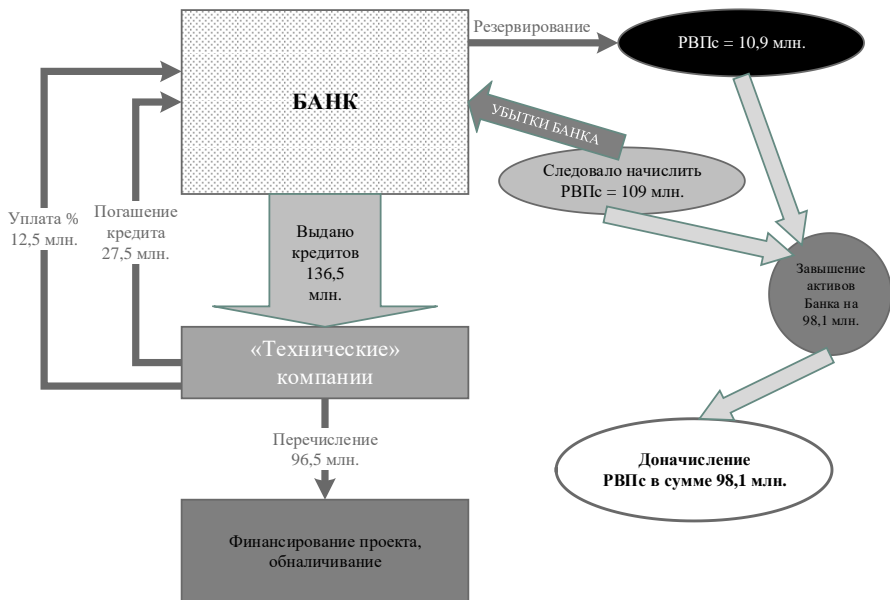 Резервирование
РВПс = 10,9 млн.
БАНК
УБЫТКИ БАНКА
Следовало начислить
РВПс = 109 млн.
Уплата %
12,5 млн.
Погашение
кредита
27,5 млн.
Выдано
кредитов
136,5
млн.
Завышение
активов
Банка на
98,1 млн.
«Технические»
компании
Перечисление
96,5 млн.
Доначисление
РВПс в сумме 98,1 млн.
Финансирование проекта,
обналичивание